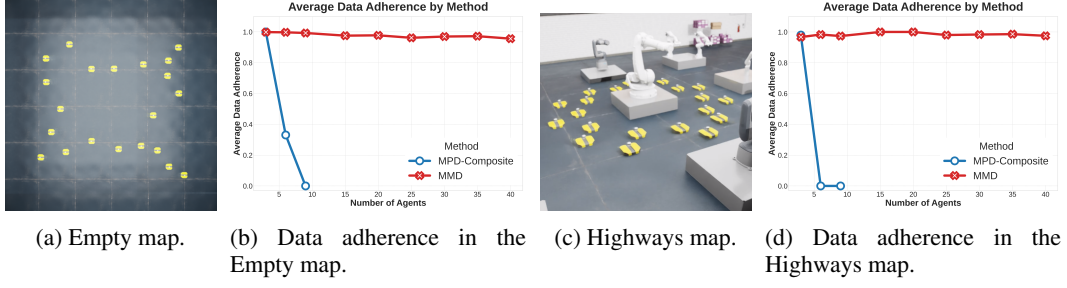 Average Data Adherence by Method
Average Data Adherence
1.0
0.8
0.6
0.4
0.2
0.0
5
10
15
20
25
30
35
40
Number of Agents
Method
MPD-Composite
MMD
Average Data Adherence by Method
Average Data Adherence
1.0
0.8
0.6
0.4
0.2
0.0
5
10
15
20
25
30
35
40
Number of Agents
Method
MPD-Composite
MMD
(a) Empty map.
(b) Data adherence in the
Empty map.
(c) Highways map.
(d) Data adherence in the
Highways map.